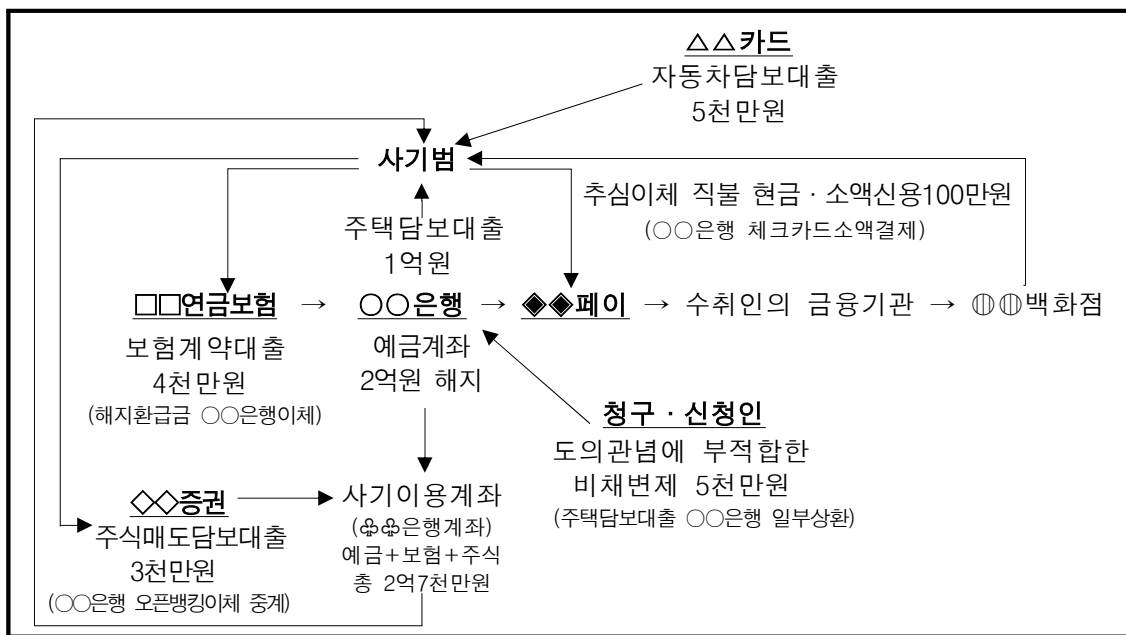 △△카드
자동차담보대출
5천만원
사기범
추심이체 직불 현금 · 소액신용100만원
(○○은행 체크카드소액결제)
주택담보대출
1억원
□□연금보험 → ○○은행 → ◈◈페이 → 수취인의 금융기관 → ◍◍백화점
보험계약대출
4천만원
(해지환급금 ○○은행이체)
예금계좌
2억원 해지
청구 · 신청인
도의관념에 부적합한
비채변제 5천만원
(주택담보대출 ○○은행 일부상환)
◇◇증권
주식매도담보대출
3천만원
(○○은행 오픈뱅킹이체 중계)
사기이용계좌
(♧♧은행계좌)
예금+보험+주식
총 2억7천만원